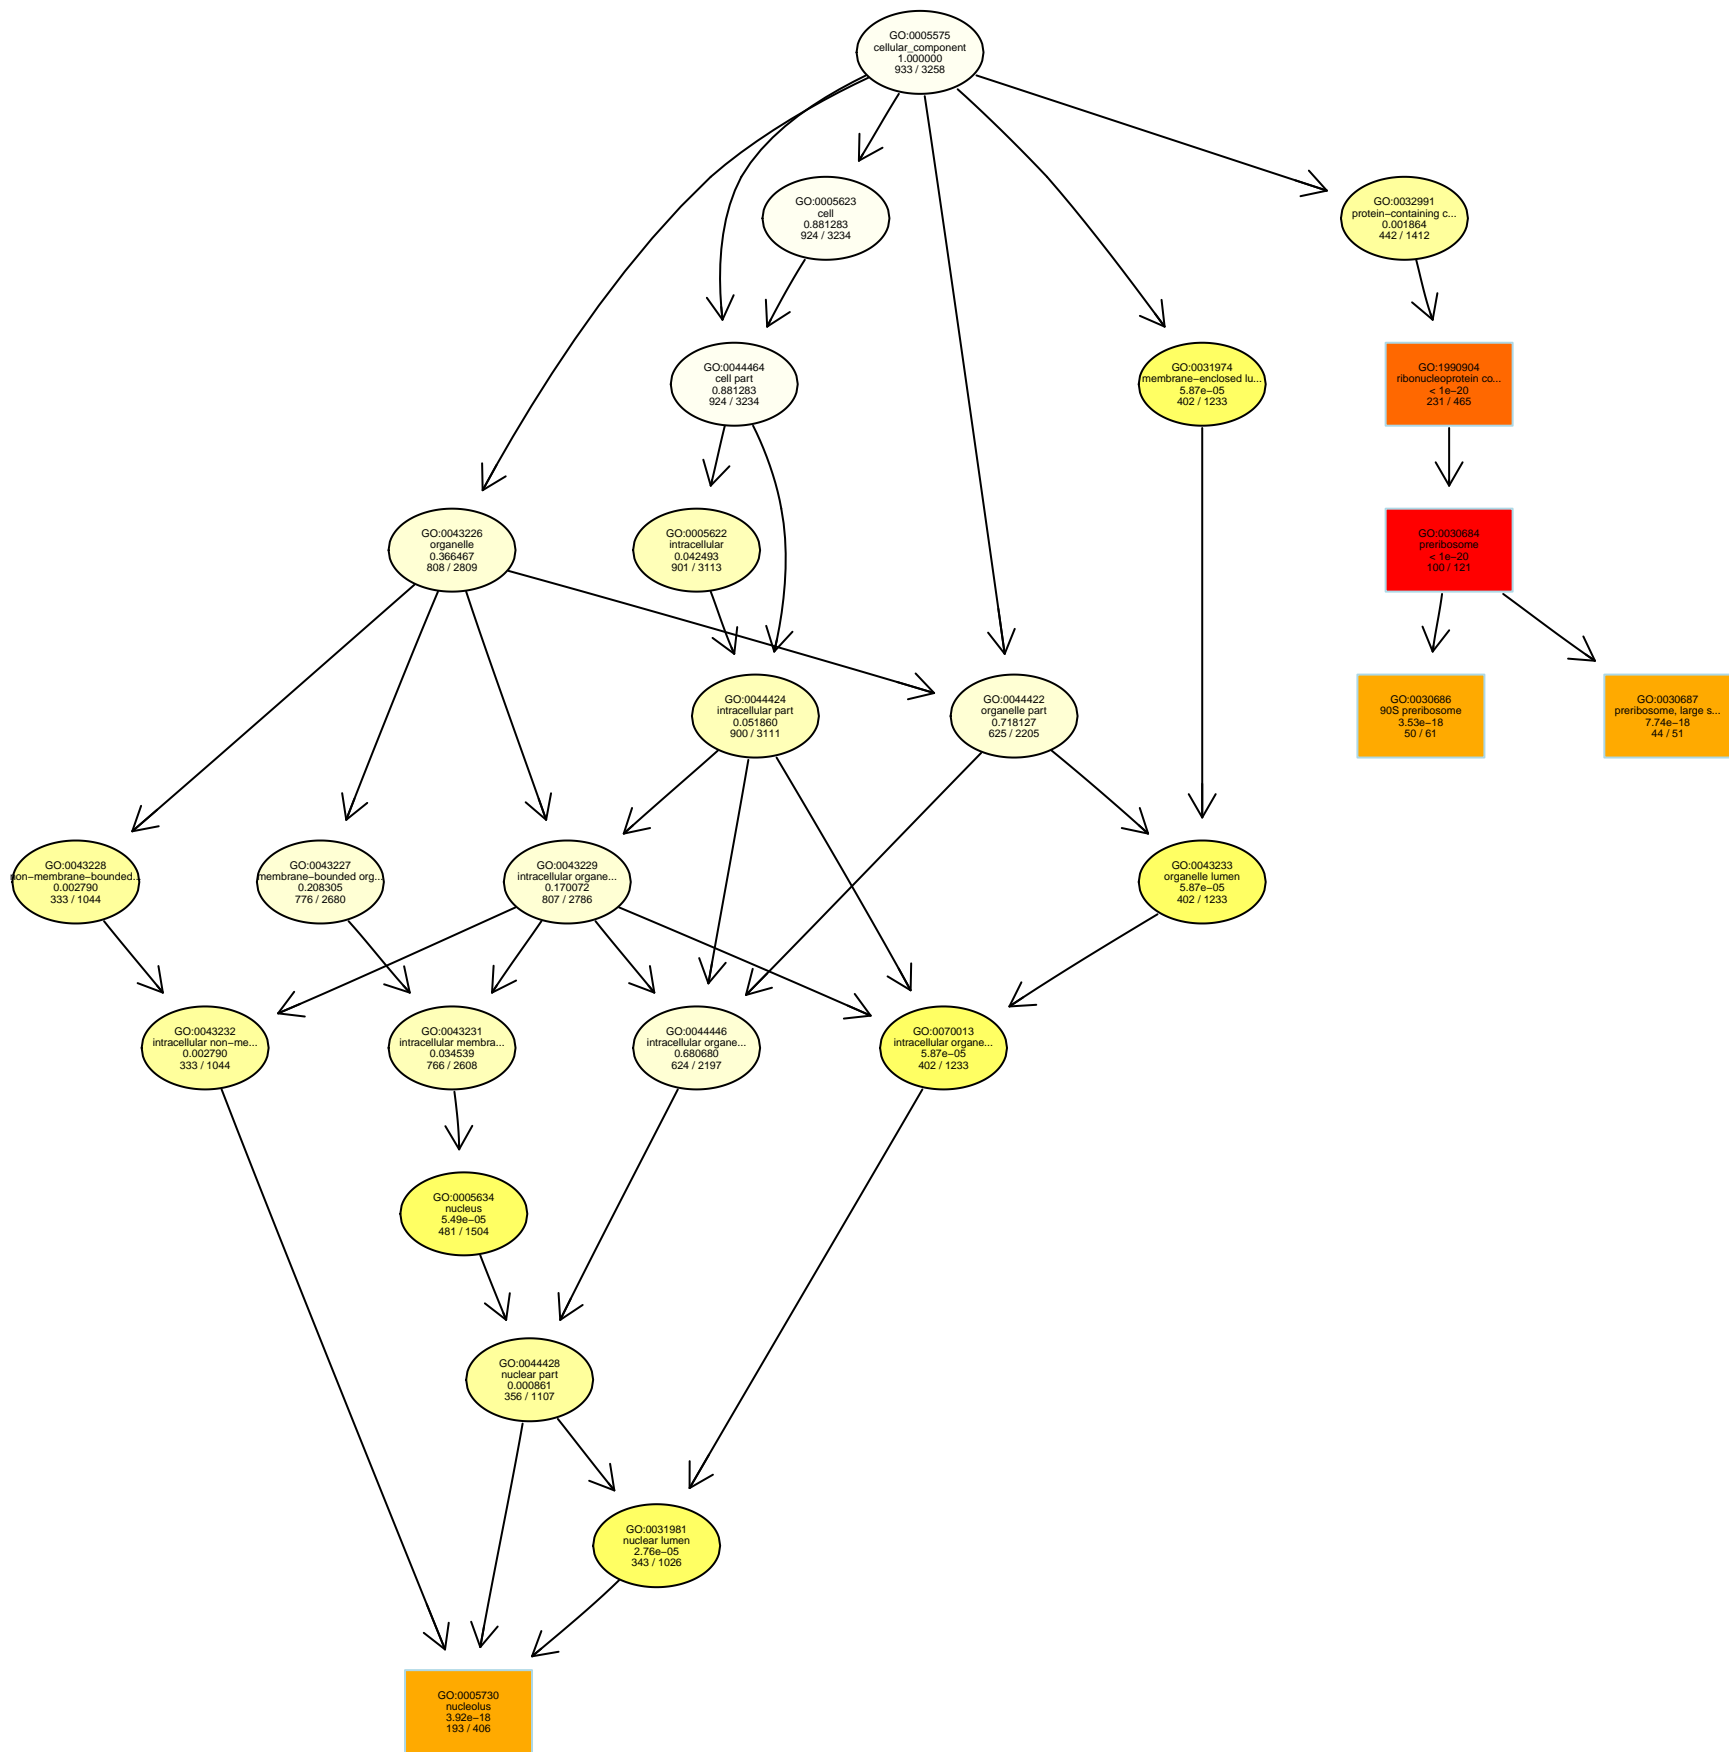 GO:0005575
cellular_component
1.000000
933 / 3258
GO:0005623
cell
0.881283
924 / 3234
GO:0032991
protein−containing c...
0.001864
442 / 1412
GO:0044464
cell part
0.881283
924 / 3234
GO:0031974
membrane−enclosed lu...
5.87e−05
402 / 1233
GO:1990904
ribonucleoprotein co...
< 1e−20
231 / 465
GO:0043226
organelle
0.366467
808 / 2809
GO:0005622
intracellular
0.042493
901 / 3113
GO:0030684
preribosome
< 1e−20
100 / 121
GO:0044424
intracellular part
0.051860
900 / 3111
GO:0044422
organelle part
0.718127
625 / 2205
GO:0030686
90S preribosome
3.53e−18
50 / 61
GO:0030687
preribosome, large s...
7.74e−18
44 / 51
GO:0043228
non−membrane−bounded...
0.002790
333 / 1044
GO:0043227
membrane−bounded org...
0.208305
776 / 2680
GO:0043229
intracellular organe...
0.170072
807 / 2786
GO:0043233
organelle lumen
5.87e−05
402 / 1233
GO:0043232
intracellular non−me...
0.002790
333 / 1044
GO:0043231
intracellular membra...
0.034539
766 / 2608
GO:0044446
intracellular organe...
0.680680
624 / 2197
GO:0070013
intracellular organe...
5.87e−05
402 / 1233
GO:0005634
nucleus
5.49e−05
481 / 1504
GO:0044428
nuclear part
0.000861
356 / 1107
GO:0031981
nuclear lumen
2.76e−05
343 / 1026
GO:0005730
nucleolus
3.92e−18
193 / 406